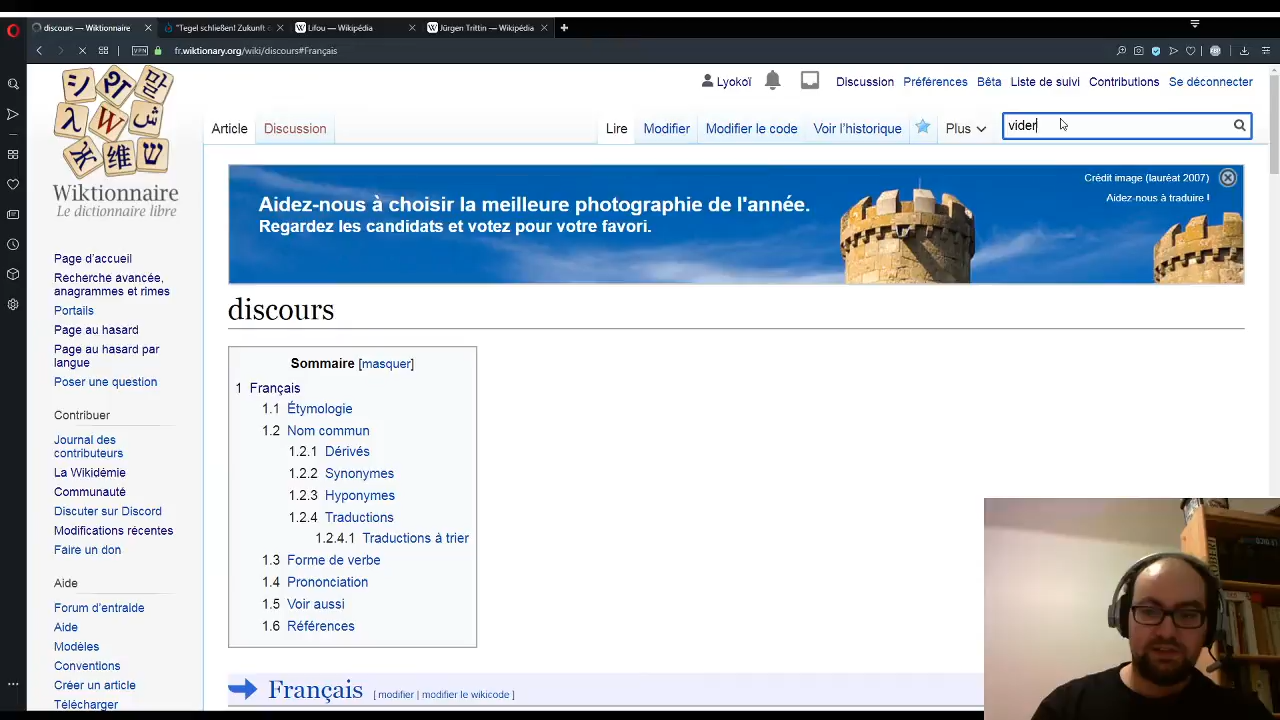 discours — Wiktionnaire
"Tegel schließen! Zukunft
Lifou — Wikipédia
Jürgen Trittin — Wikipédia
VPN
fr.wiktionary.org/wiki/discours#Français
シ
말
λ
W
ش
维
ש
Wiktionnaire
Le dictionnaire libre
Lyokoï
Discussion
Préférences
Bêta
Liste de suivi
Contributions
Se déconnecter
Article
Discussion
Lire
Modifier
Modifier le code
Voir l’historique
Plus
vider
Aidez-nous à choisir la meilleure photographie de l'année.
Regardez les candidats et votez pour votre favori.
Crédit image (lauréat 2007)
Aidez-nous à traduire !
Page d’accueil
Recherche avancée,
anagrammes et rimes
Portails
Page au hasard
Page au hasard par
langue
Poser une question
Contribuer
Journal des
contributeurs
La Wikidémie
Communauté
Discuter sur Discord
Modifications récentes
Faire un don
Aide
Forum d’entraide
Aide
Modèles
Conventions
Créer un article
Télécharger
discours
Sommaire [masquer]
1 Français
1.1 Étymologie
1.2 Nom commun
1.2.1 Dérivés
1.2.2 Synonymes
1.2.3 Hyponymes
1.2.4 Traductions
1.2.4.1 Traductions à trier
1.3 Forme de verbe
1.4 Prononciation
1.5 Voir aussi
1.6 Références
Français [ modifier | modifier le wikicode ]